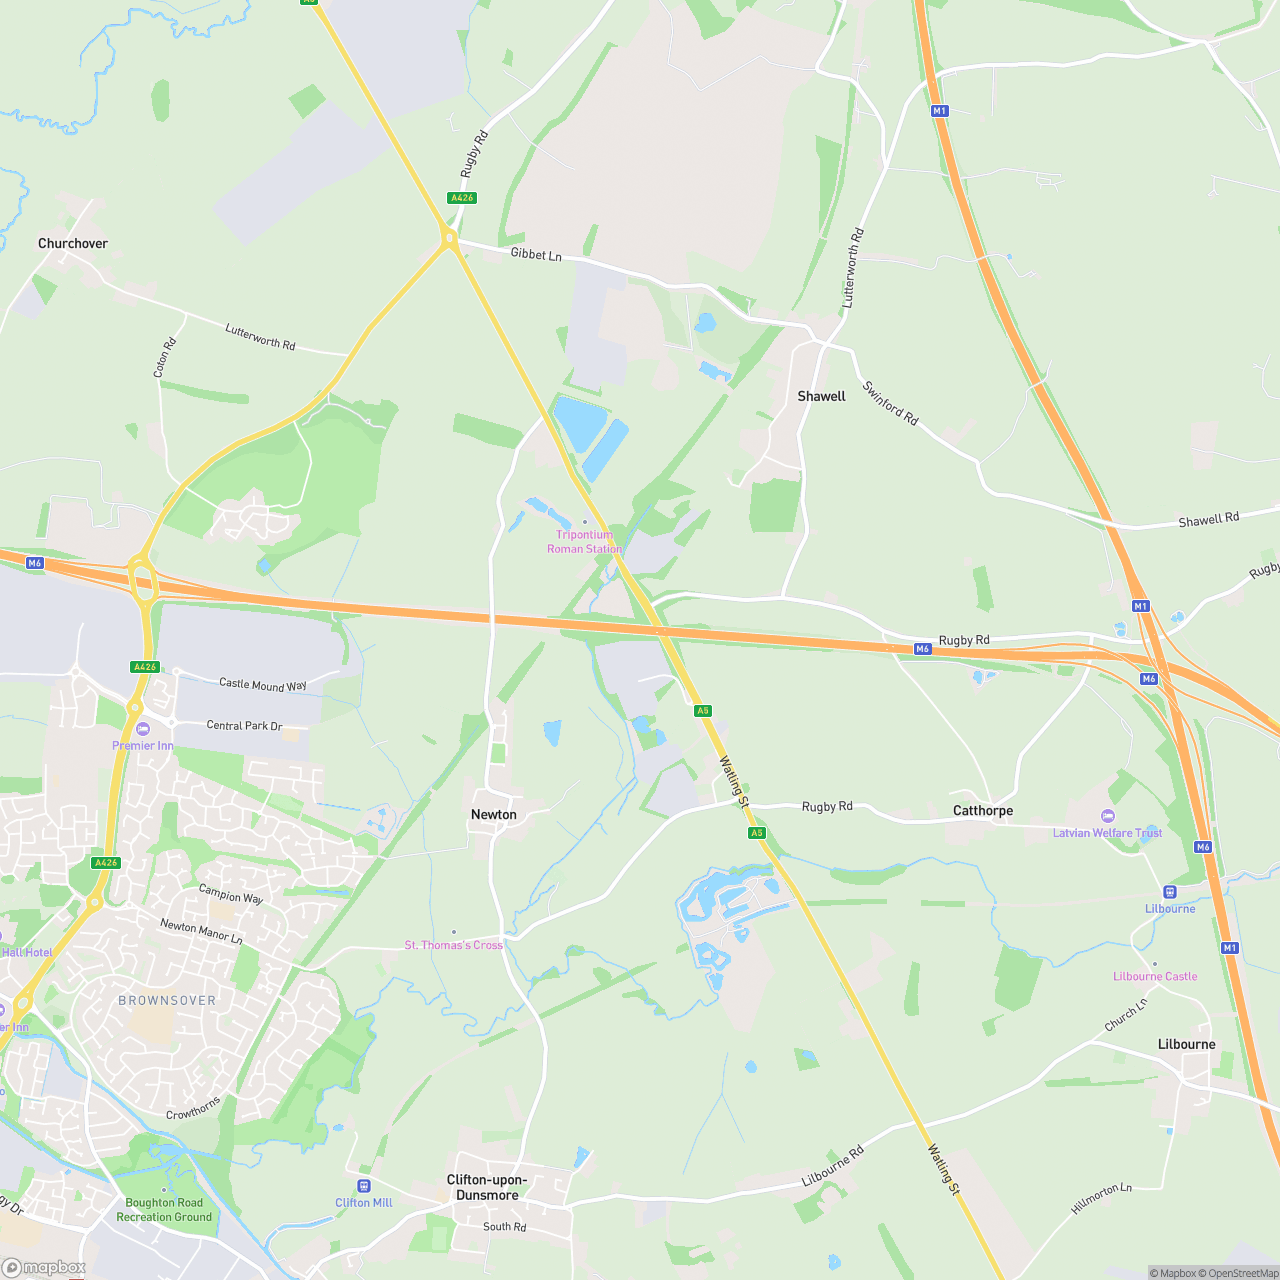 A5
M1
Rugby Rd
A426
Churchover
Gibbet Ln
Lutterworth Rd
Lutterworth Rd
Coton Rd
Shawell
Swinford Rd
Shawell Rd
Tripontium
Roman Station
M6
Rugby
M1
Rugby Rd
M6
A426
Castle Mound Way
M6
A5
Central Park Dr
Premier Inn
Watling St
Newton
Rugby Rd
Catthorpe
Latvian Welfare Trust
A5
M6
A426
Campion Way
Lilbourne
Newton Manor Ln
St. Thomas's Cross
Hall Hotel
M1
Lilbourne Castle
BROWNSOVER
er Inn
Church Ln
Lilbourne
o
Crowthorns
Watling St
Lilbourne Rd
Clifton-upon-
Dunsmore
Clifton Mill
Hillmorton Ln
Boughton Road
Recreation Ground
gy Dr
South Rd
mapbox
© Mapbox © OpenStreetMap